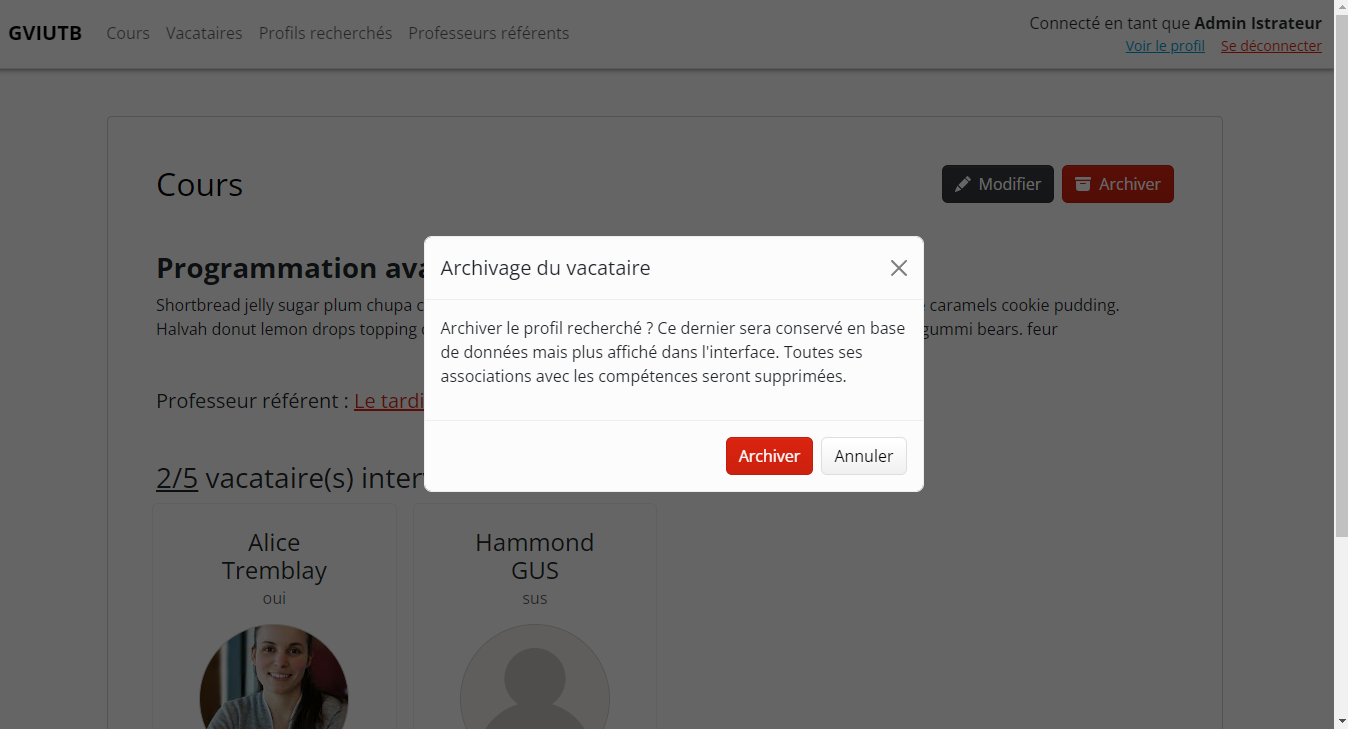 GVIUTB Cours Vacataires Profils recherchés Professeurs référents
Connecté en tant que Admin Istrateur
Voir le profil Se déconnecter
Cours
Modifier Archiver
Programmation
Archivage du vacataire
Shortbread jelly sugar plum chupa caramels cookie pudding.
Halvah donut lemon drops topping gummi bears. feur
Archiver le profil recherché ? Ce dernier sera conservé en base
de données mais plus affiché dans l'interface. Toutes ses
associations avec les compétences seront supprimées.
Professeur référent : Le tardi
Archiver Annuler
2/5 vacataire(s)
Alice
Tremblay
oui
Hammond
GUS
sus